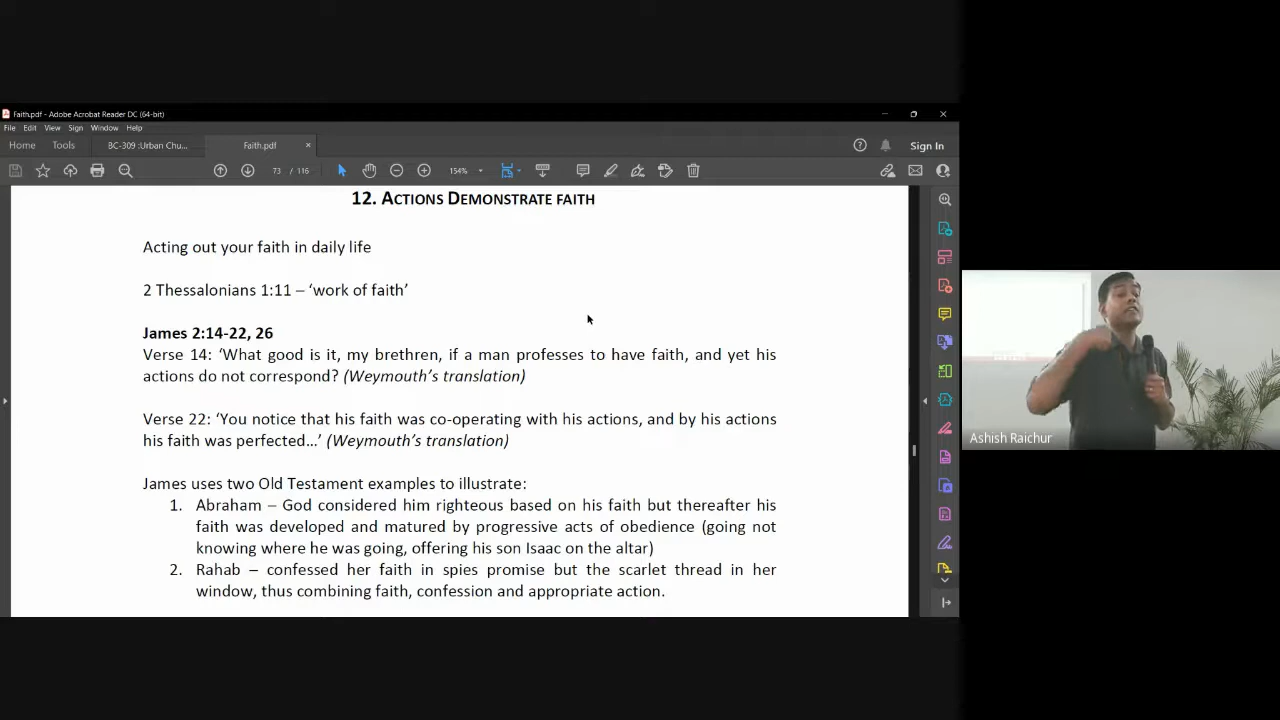 Faith.pdf - Adobe Acrobat Reader DC (64-bit)
File Edit View Sign Window Help
Home Tools BC-309 :Urban Chu... Faith.pdf × Sign In
73 / 116 154%
12. ACTIONS DEMONSTRATE FAITH
Acting out your faith in daily life
2 Thessalonians 1:11 – ‘work of faith’
James 2:14-22, 26
Verse 14: ‘What good is it, my brethren, if a man professes to have faith, and yet his
actions do not correspond? (Weymouth’s translation)
Verse 22: ‘You notice that his faith was co-operating with his actions, and by his actions
his faith was perfected…’ (Weymouth’s translation)
James uses two Old Testament examples to illustrate:
1. Abraham – God considered him righteous based on his faith but thereafter his
faith was developed and matured by progressive acts of obedience (going not
knowing where he was going, offering his son Isaac on the altar)
2. Rahab – confessed her faith in spies promise but the scarlet thread in her
window, thus combining faith, confession and appropriate action.
Ashish Raichur